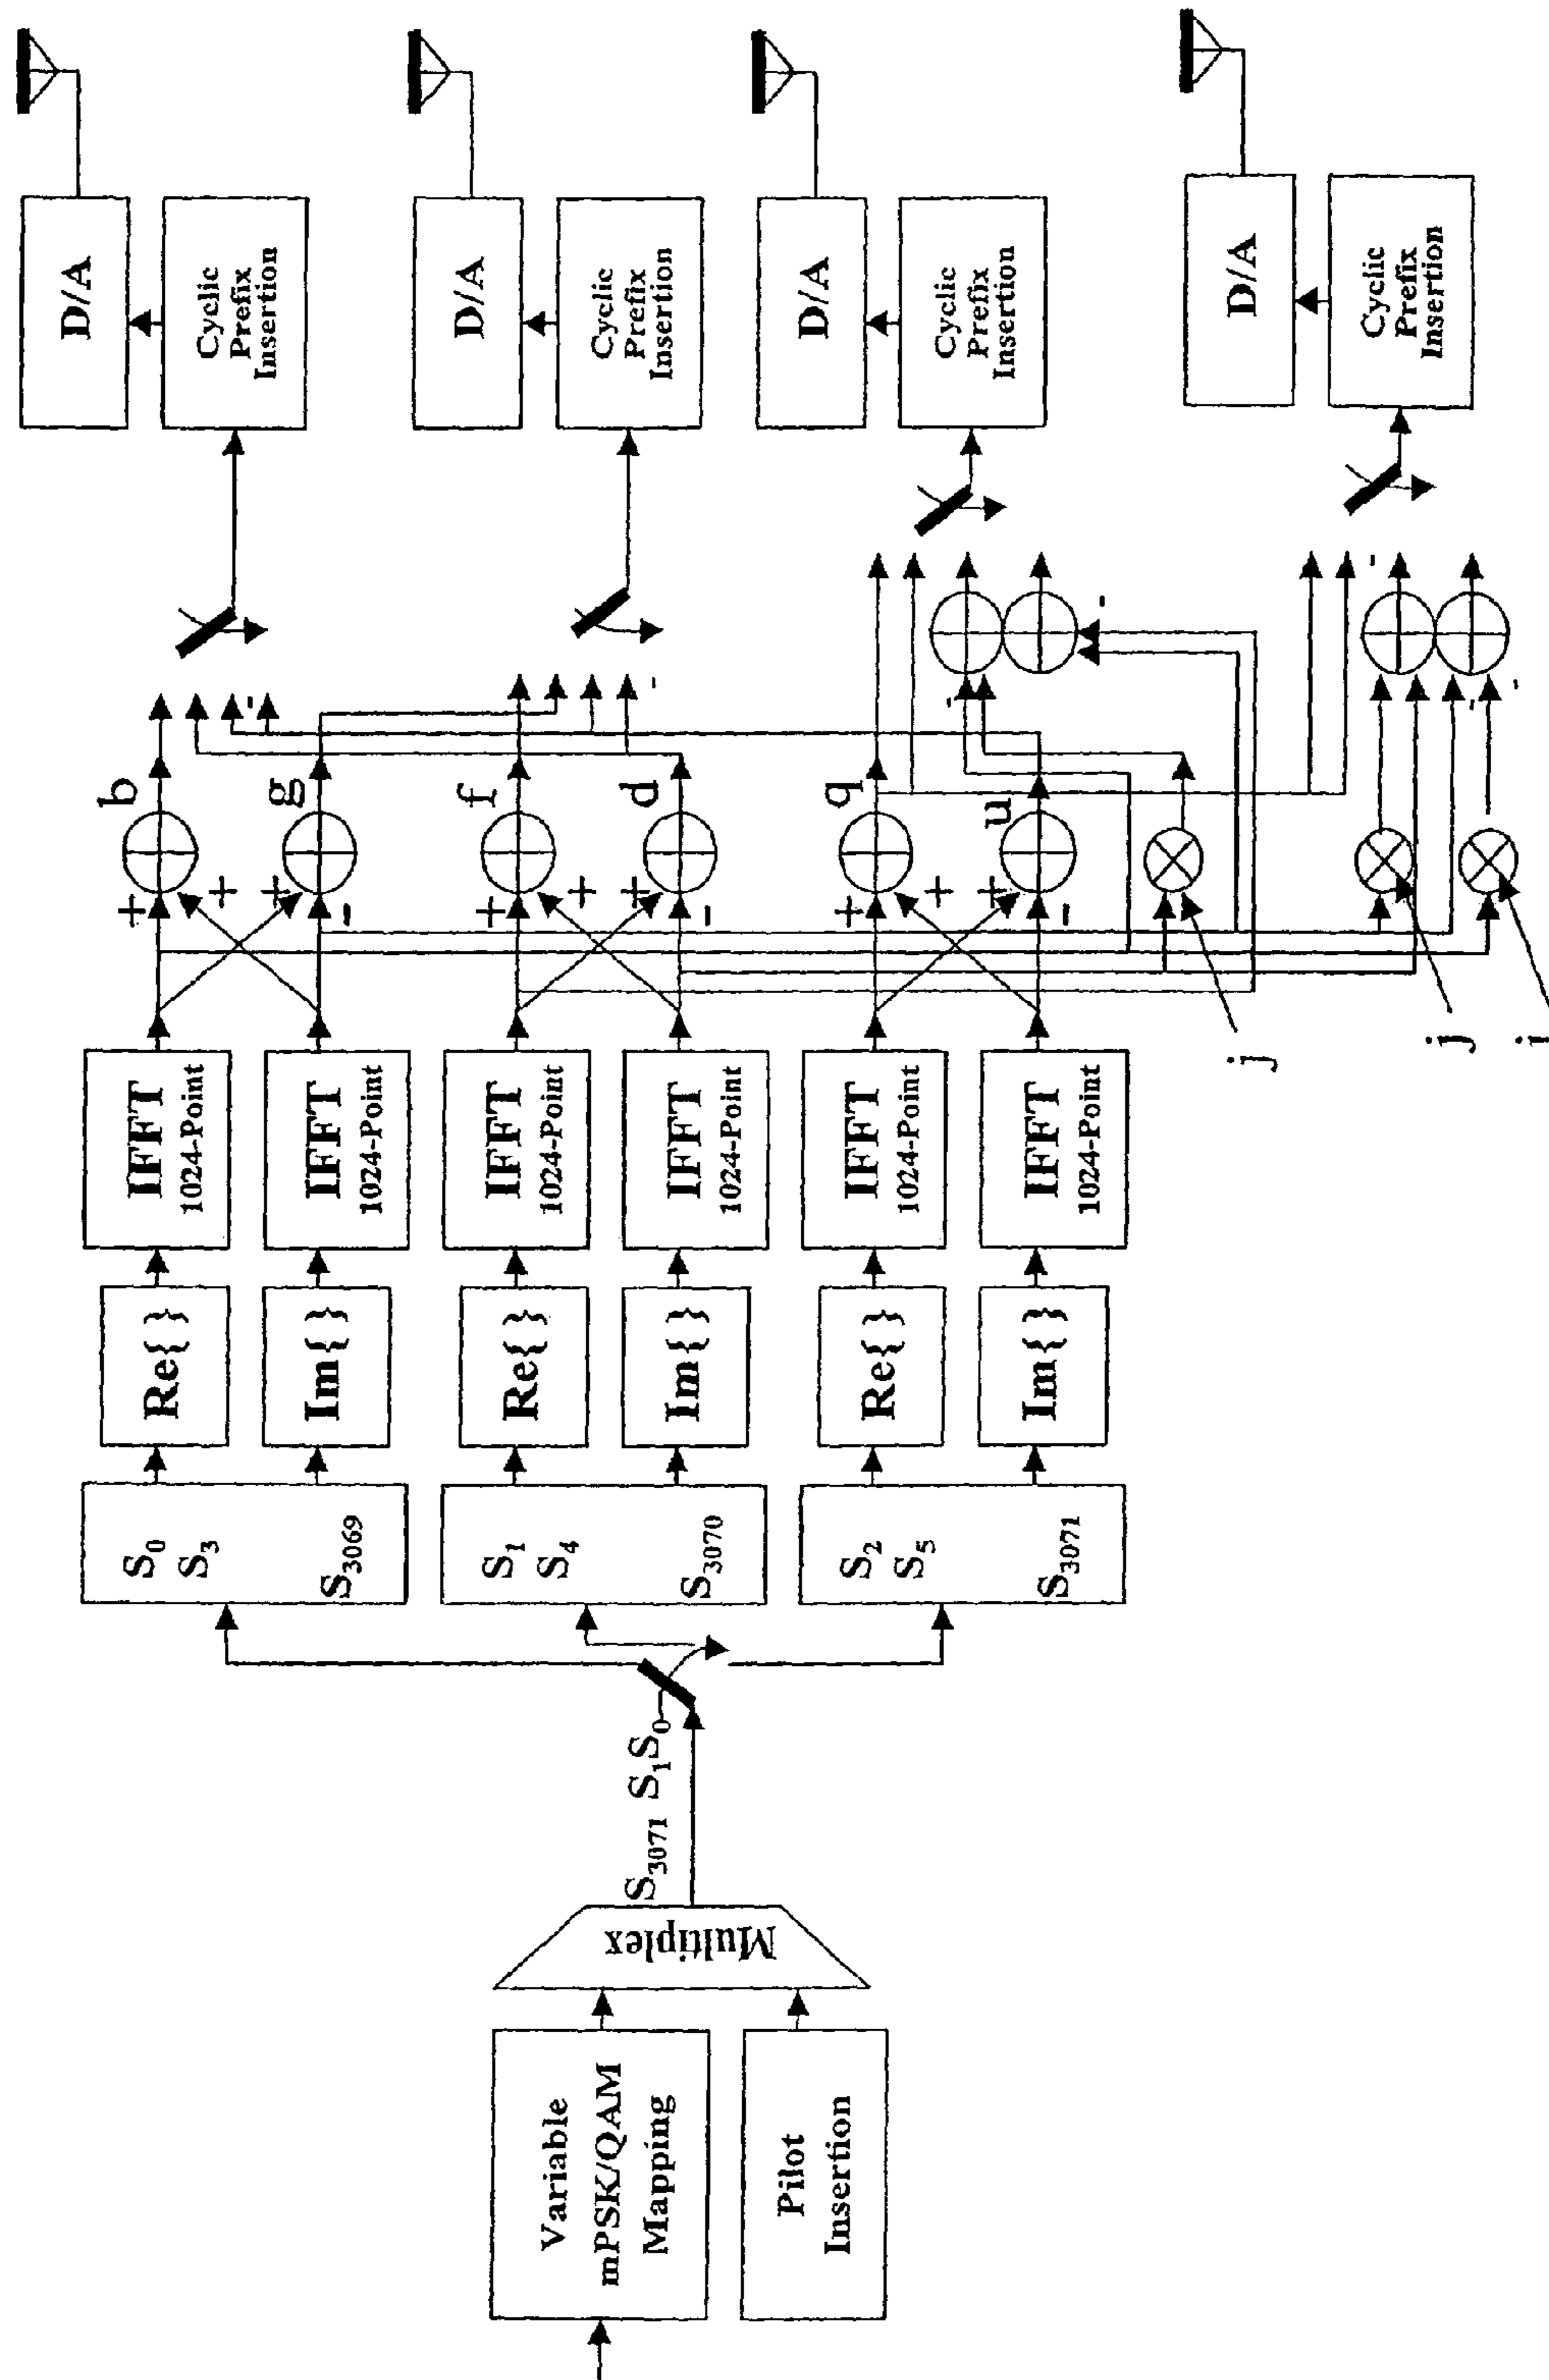 Variable
mPSK/QAM
Mapping
Pilot
Insertion
Multiplex
S3071 S1S0
S0
S3
S3069
S1
S4
S3070
S2
S5
S3071
Re{ }
Im{ }
Re{ }
Im{ }
Re{ }
Im{ }
IFFT
1024-Point
IFFT
1024-Point
IFFT
1024-Point
IFFT
1024-Point
IFFT
1024-Point
IFFT
1024-Point
+
+
+
-
b
g
+
+
+
-
f
d
+
+
+
-
q
u
j
j
-
-
-
-
-
-
-
D/A
Cyclic
Prefix
Insertion
D/A
Cyclic
Prefix
Insertion
D/A
Cyclic
Prefix
Insertion
D/A
Cyclic
Prefix
Insertion